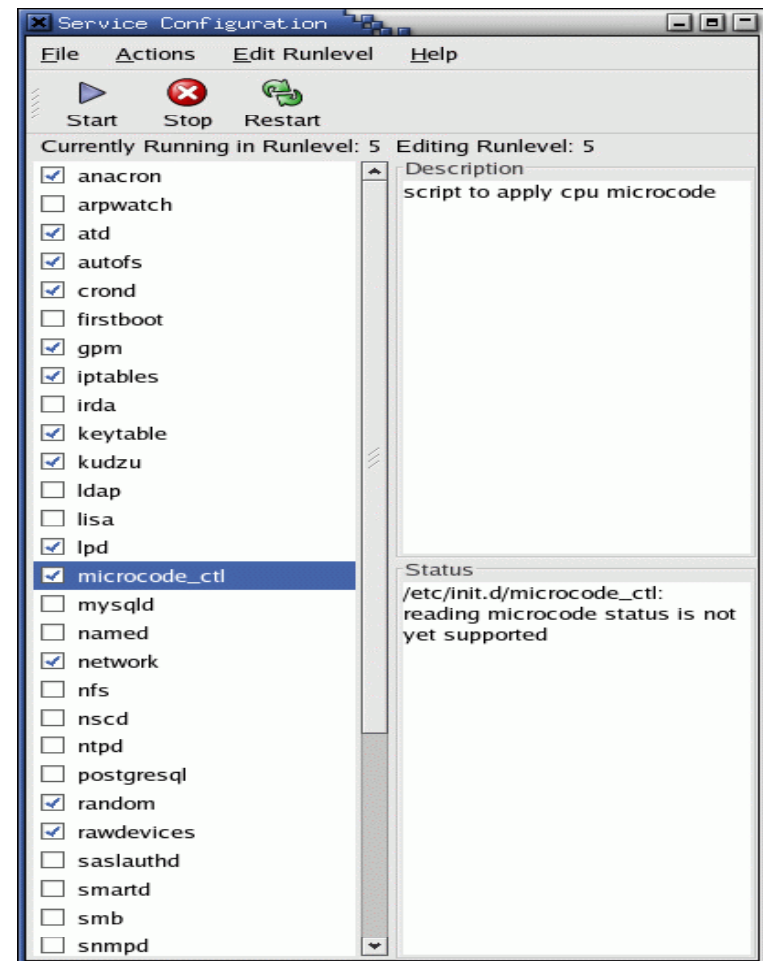 Service Configuration
File Actions Edit Runlevel Help
Start Stop Restart
Currently Running in Runlevel: 5 Editing Runlevel: 5
anacron
arpwatch
atd
autofs
crond
firstboot
gpm
iptables
irda
keytable
kudzu
ldap
lisa
lpd
microcode_ctl
mysqld
named
network
nfs
nscd
ntpd
postgresql
random
rawdevices
saslauthd
smartd
smb
snmpd
Description
script to apply cpu microcode
Status
/etc/init.d/microcode_ctl:
reading microcode status is not
yet supported